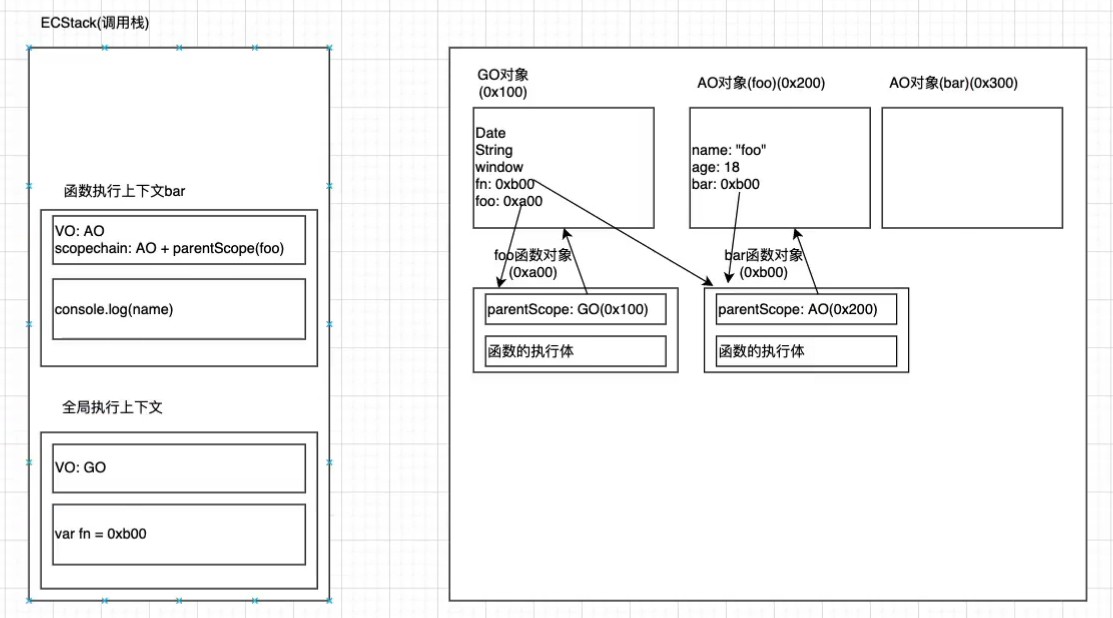 ECStack(调用栈)
函数执行上下文bar
VO: AO
scopechain: AO + parentScope(foo)
console.log(name)
全局执行上下文
VO: GO
var fn = 0xb00
GO对象
(0x100)
Date
String
window
fn: 0xb00
foo: 0xa00
AO对象(foo)(0x200)
name: "foo"
age: 18
bar: 0xb00
AO对象(bar)(0x300)
foo函数对象
(0xa00)
parentScope: GO(0x100)
函数的执行体
bar函数对象
(0xb00)
parentScope: AO(0x200)
函数的执行体